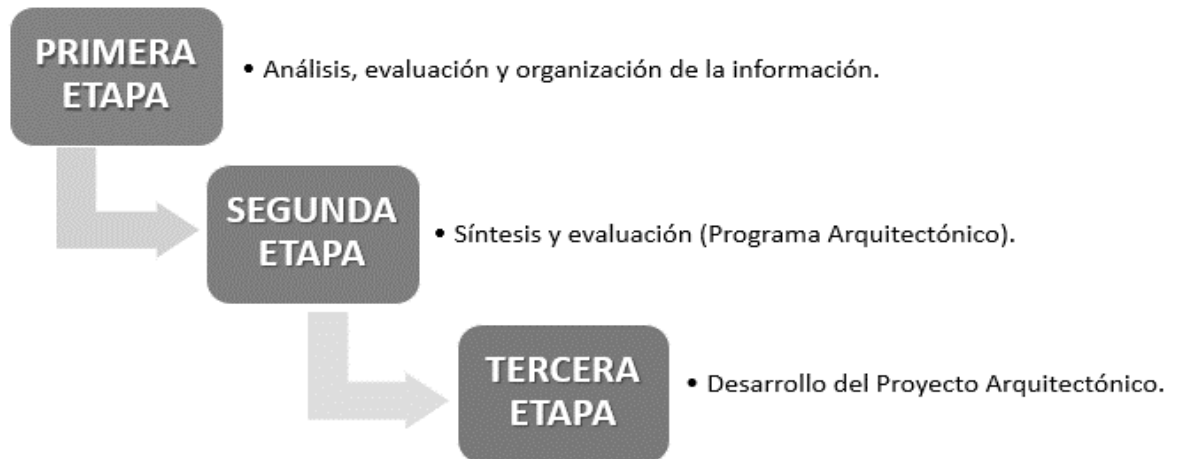 PRIMERA
ETAPA
• Análisis, evaluación y organización de la información.
SEGUNDA
ETAPA
• Síntesis y evaluación (Programa Arquitectónico).
TERCERA
ETAPA
• Desarrollo del Proyecto Arquitectónico.